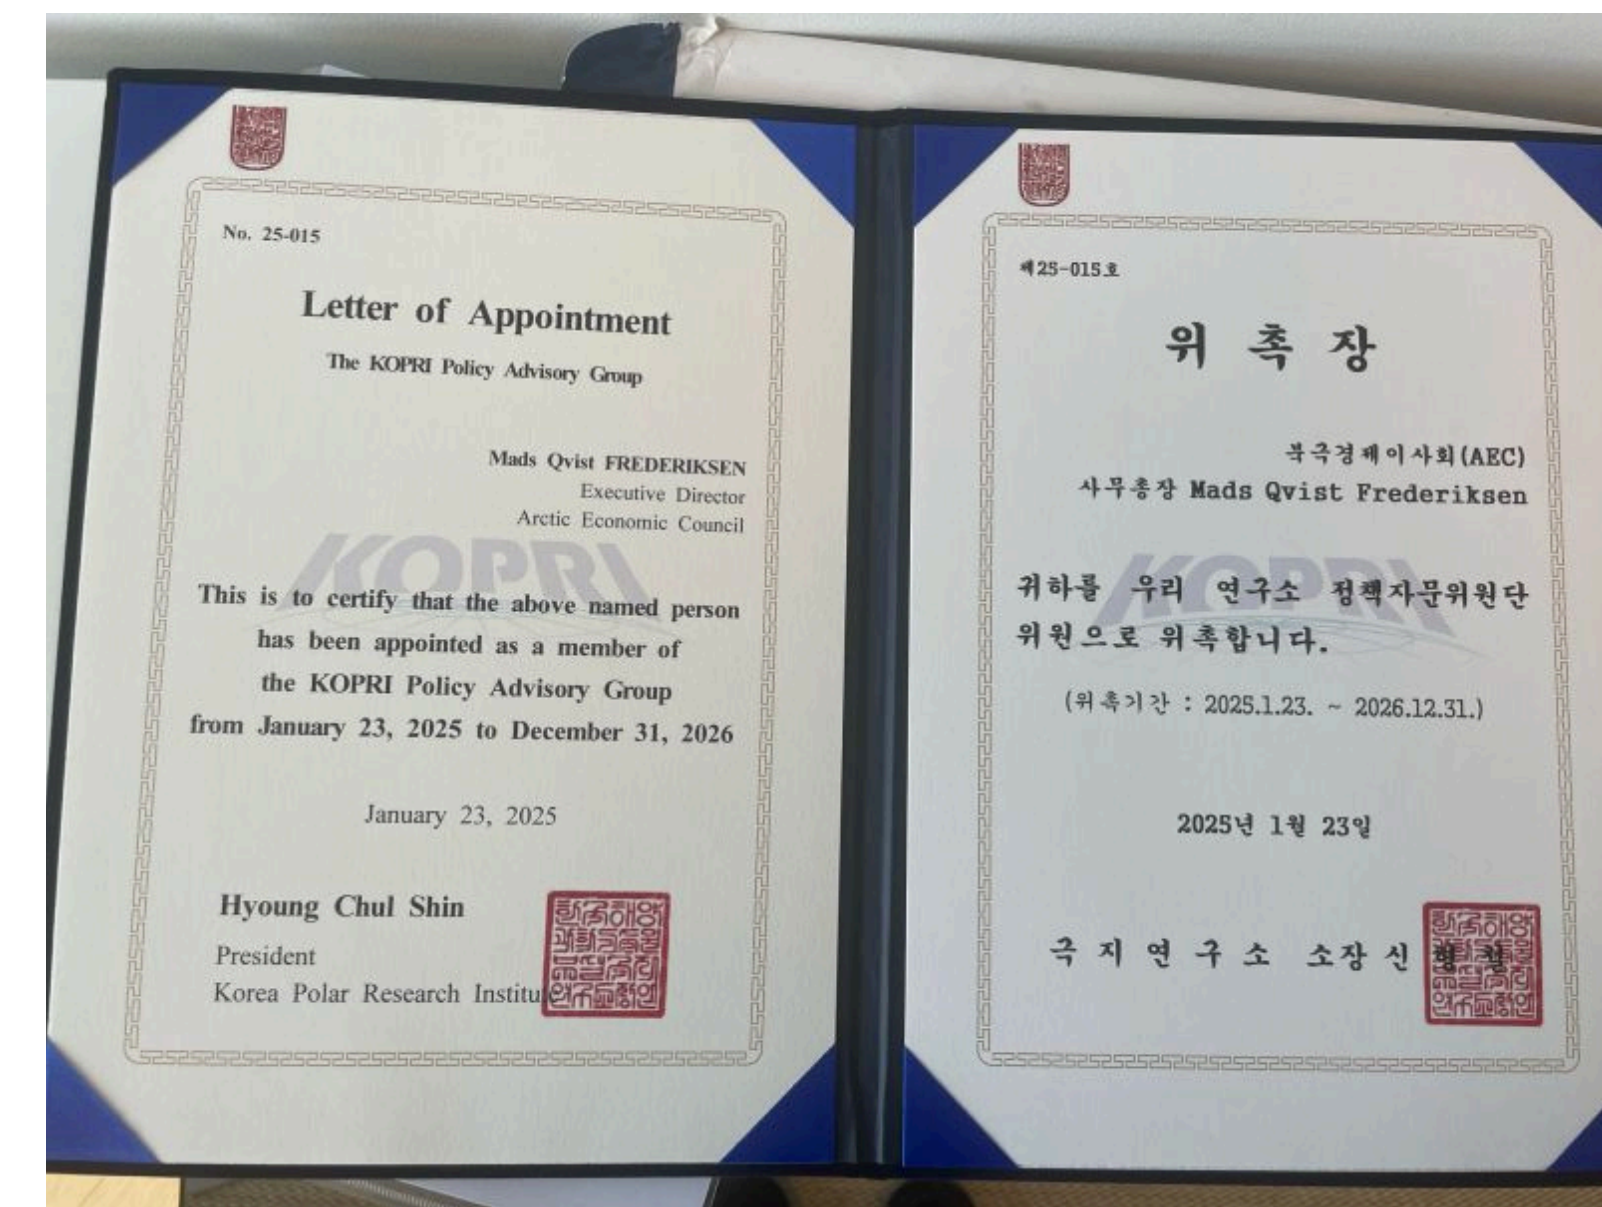 No. 25-015
Letter of Appointment
The KOPRI Policy Advisory Group
Mads Qvist FREDERIKSEN
Executive Director
Arctic Economic Council
KOPRI
This is to certify that the above named person
has been appointed as a member of
the KOPRI Policy Advisory Group
from January 23, 2025 to December 31, 2026
January 23, 2025
Hyoung Chul Shin
President
Korea Polar Research Institute
제25-015호
위 촉 장
북극경제이사회(AEC)
사무총장 Mads Qvist Frederiksen
KOPRI
귀하를 우리 연구소 정책자문위원단
위원으로 위촉합니다.
(위촉기간 : 2025.1.23. ~ 2026.12.31.)
2025년 1월 23일
극 지 연 구 소 소장 신 형 철